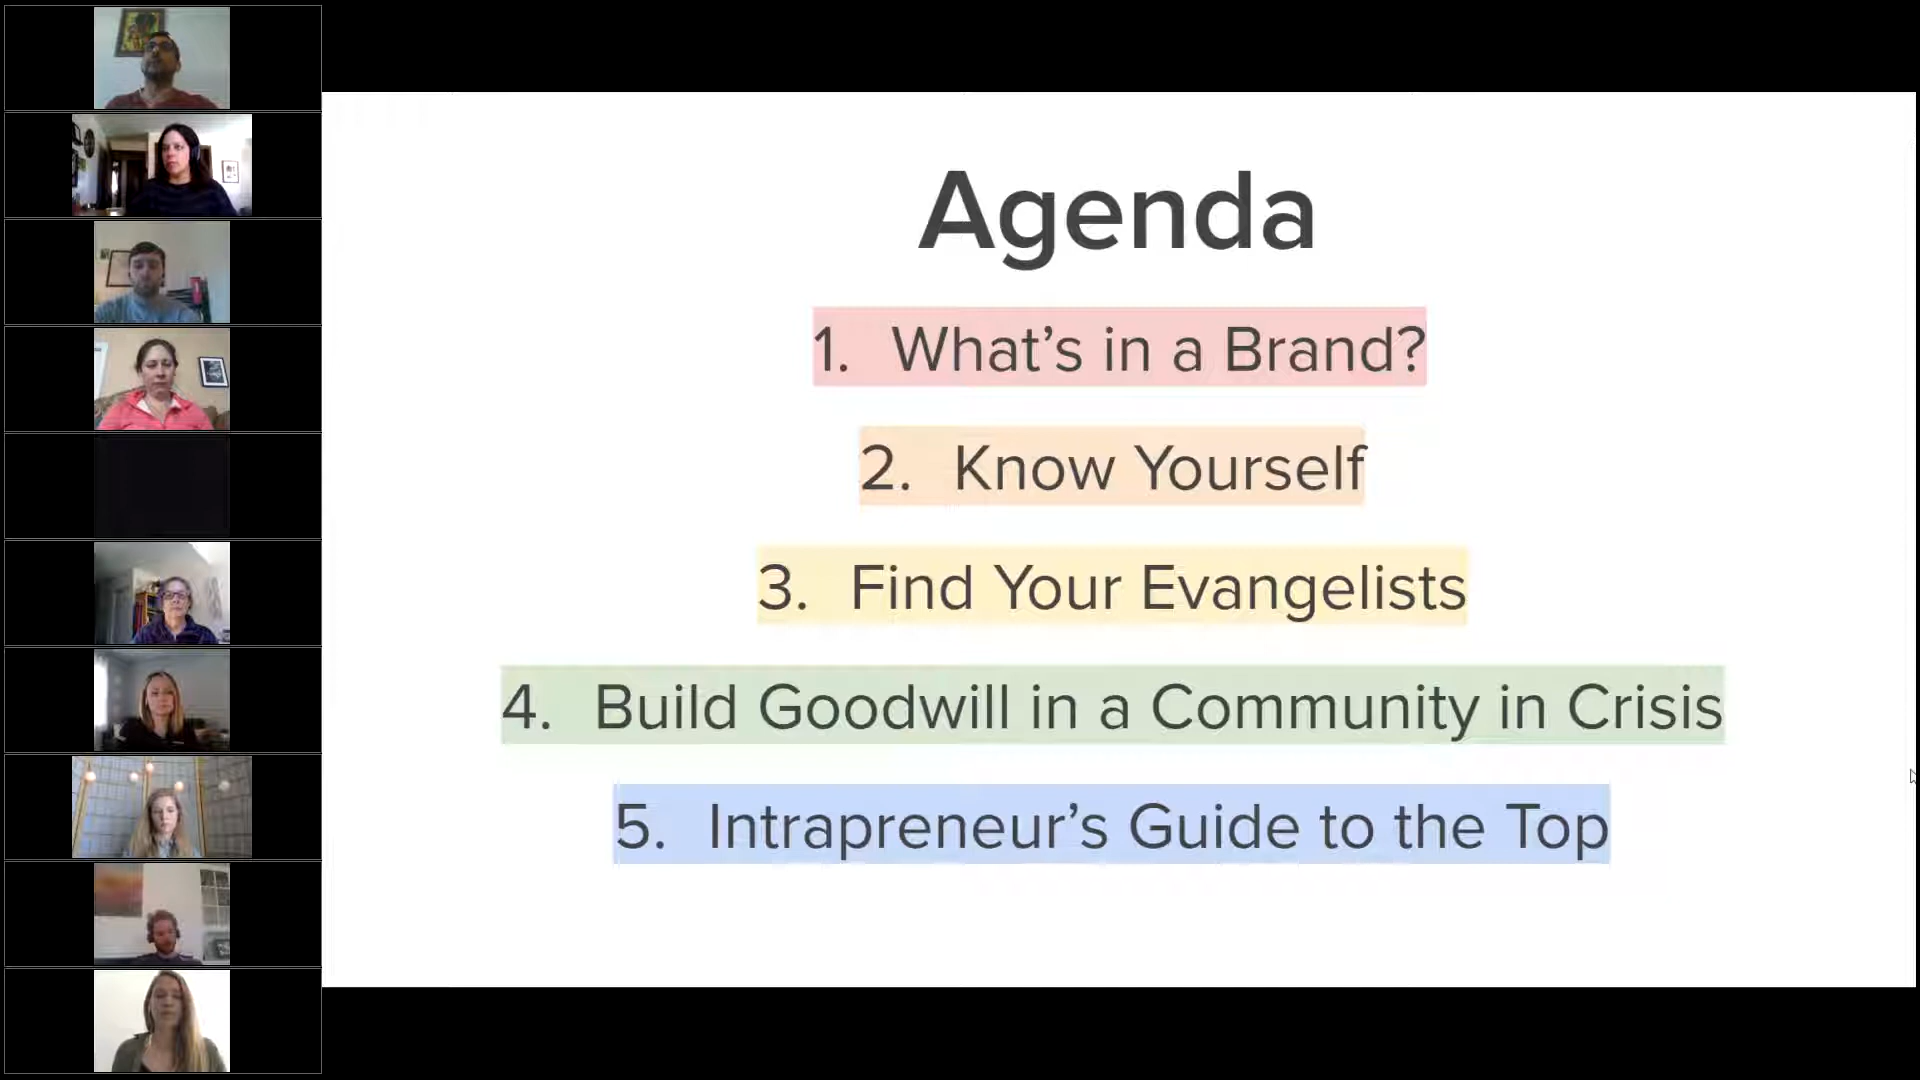 Agenda
1. What’s in a Brand?
2. Know Yourself
3. Find Your Evangelists
4. Build Goodwill in a Community in Crisis
5. Intrapreneur’s Guide to the Top